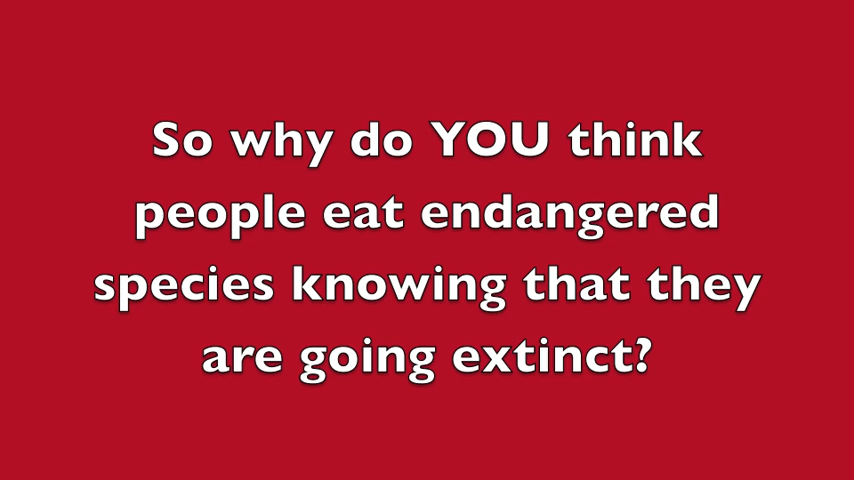 So why do YOU think
people eat endangered
species knowing that they
are going extinct?